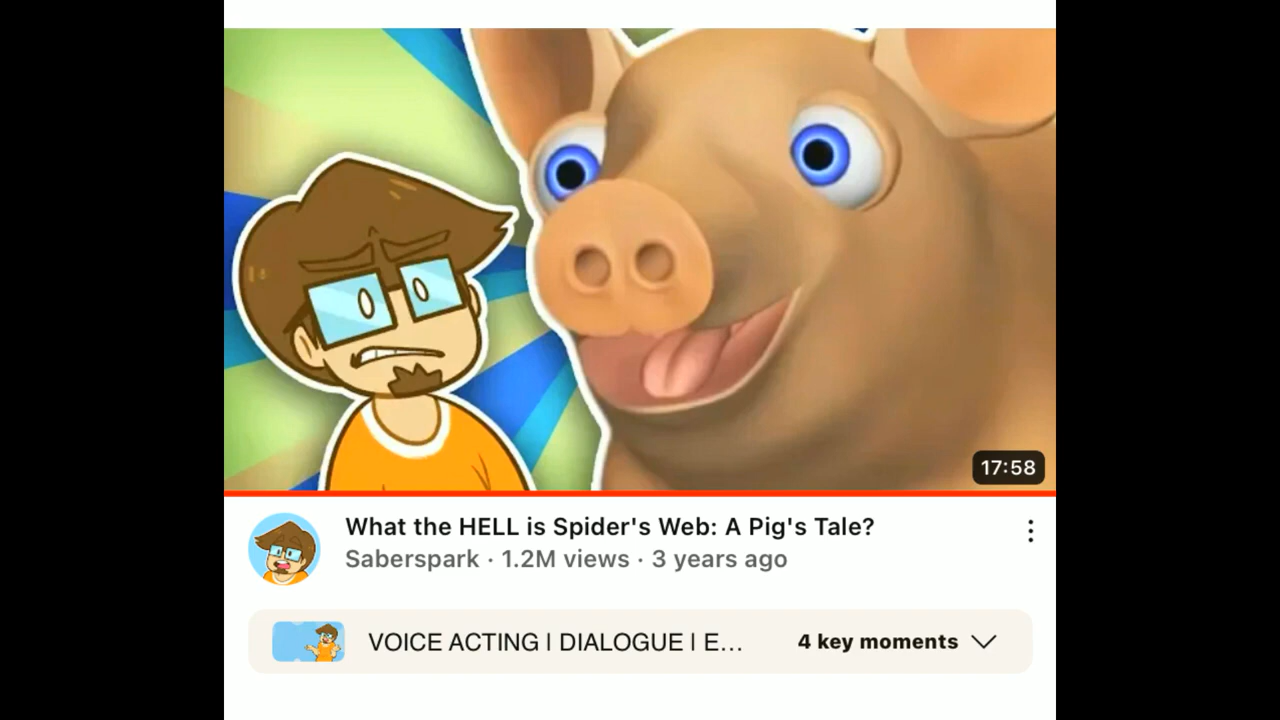 17:58
What the HELL is Spider's Web: A Pig's Tale?
Saberspark · 1.2M views · 3 years ago
VOICE ACTING | DIALOGUE | E... 4 key moments